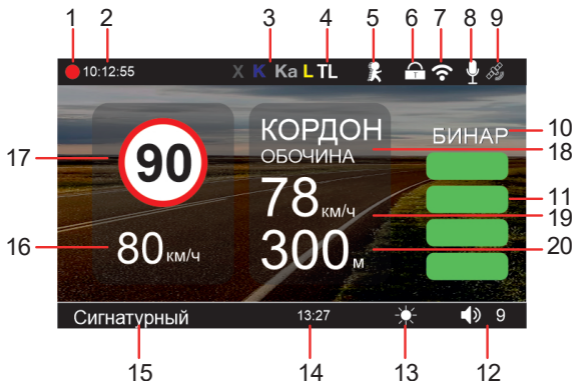 1 2 3 4 5 6 7 8 9
10:12:55 X K Ka L TL T
КОРДОН
ОБОЧИНА
БИНАР
10
18
17
90
78 км/ч
11
19
16
80 км/ч
300 м
20
Сигнатурный 13:27 9
15 14 13 12